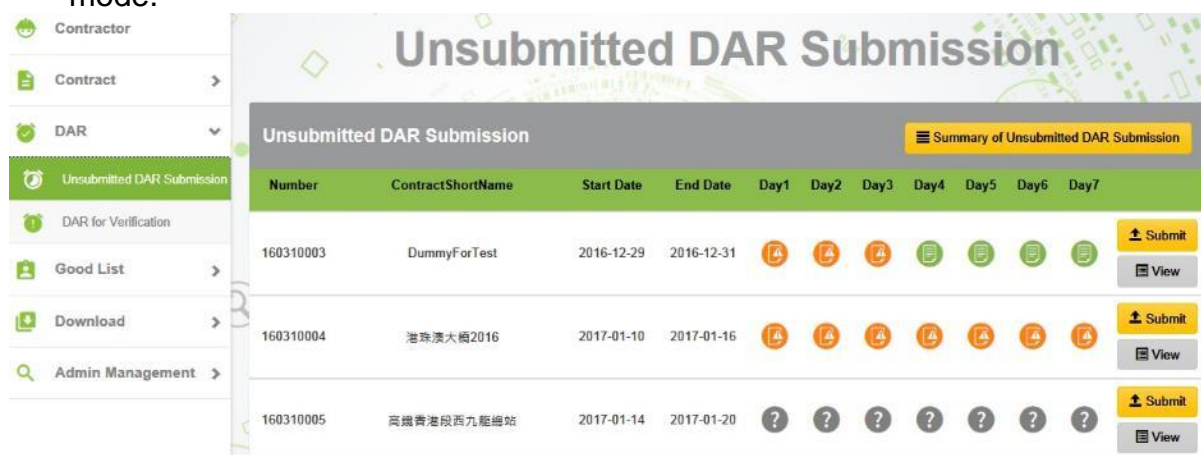 mode.
Contractor
Contract
DAR
Unsubmitted DAR Submission
DAR for Verification
Good List
Download
Admin Management
Unsubmitted DAR Submission
Unsubmitted DAR Submission
Summary of Unsubmitted DAR Submission
Number ContractShortName Start Date End Date Day1 Day2 Day3 Day4 Day5 Day6 Day7
160310003 DummyForTest 2016-12-29 2016-12-31
Submit
View
160310004 港珠澳大橋2016 2017-01-10 2017-01-16
Submit
View
160310005 高鐵香港段西九龍總站 2017-01-14 2017-01-20 ? ? ? ? ? ? ?
Submit
View